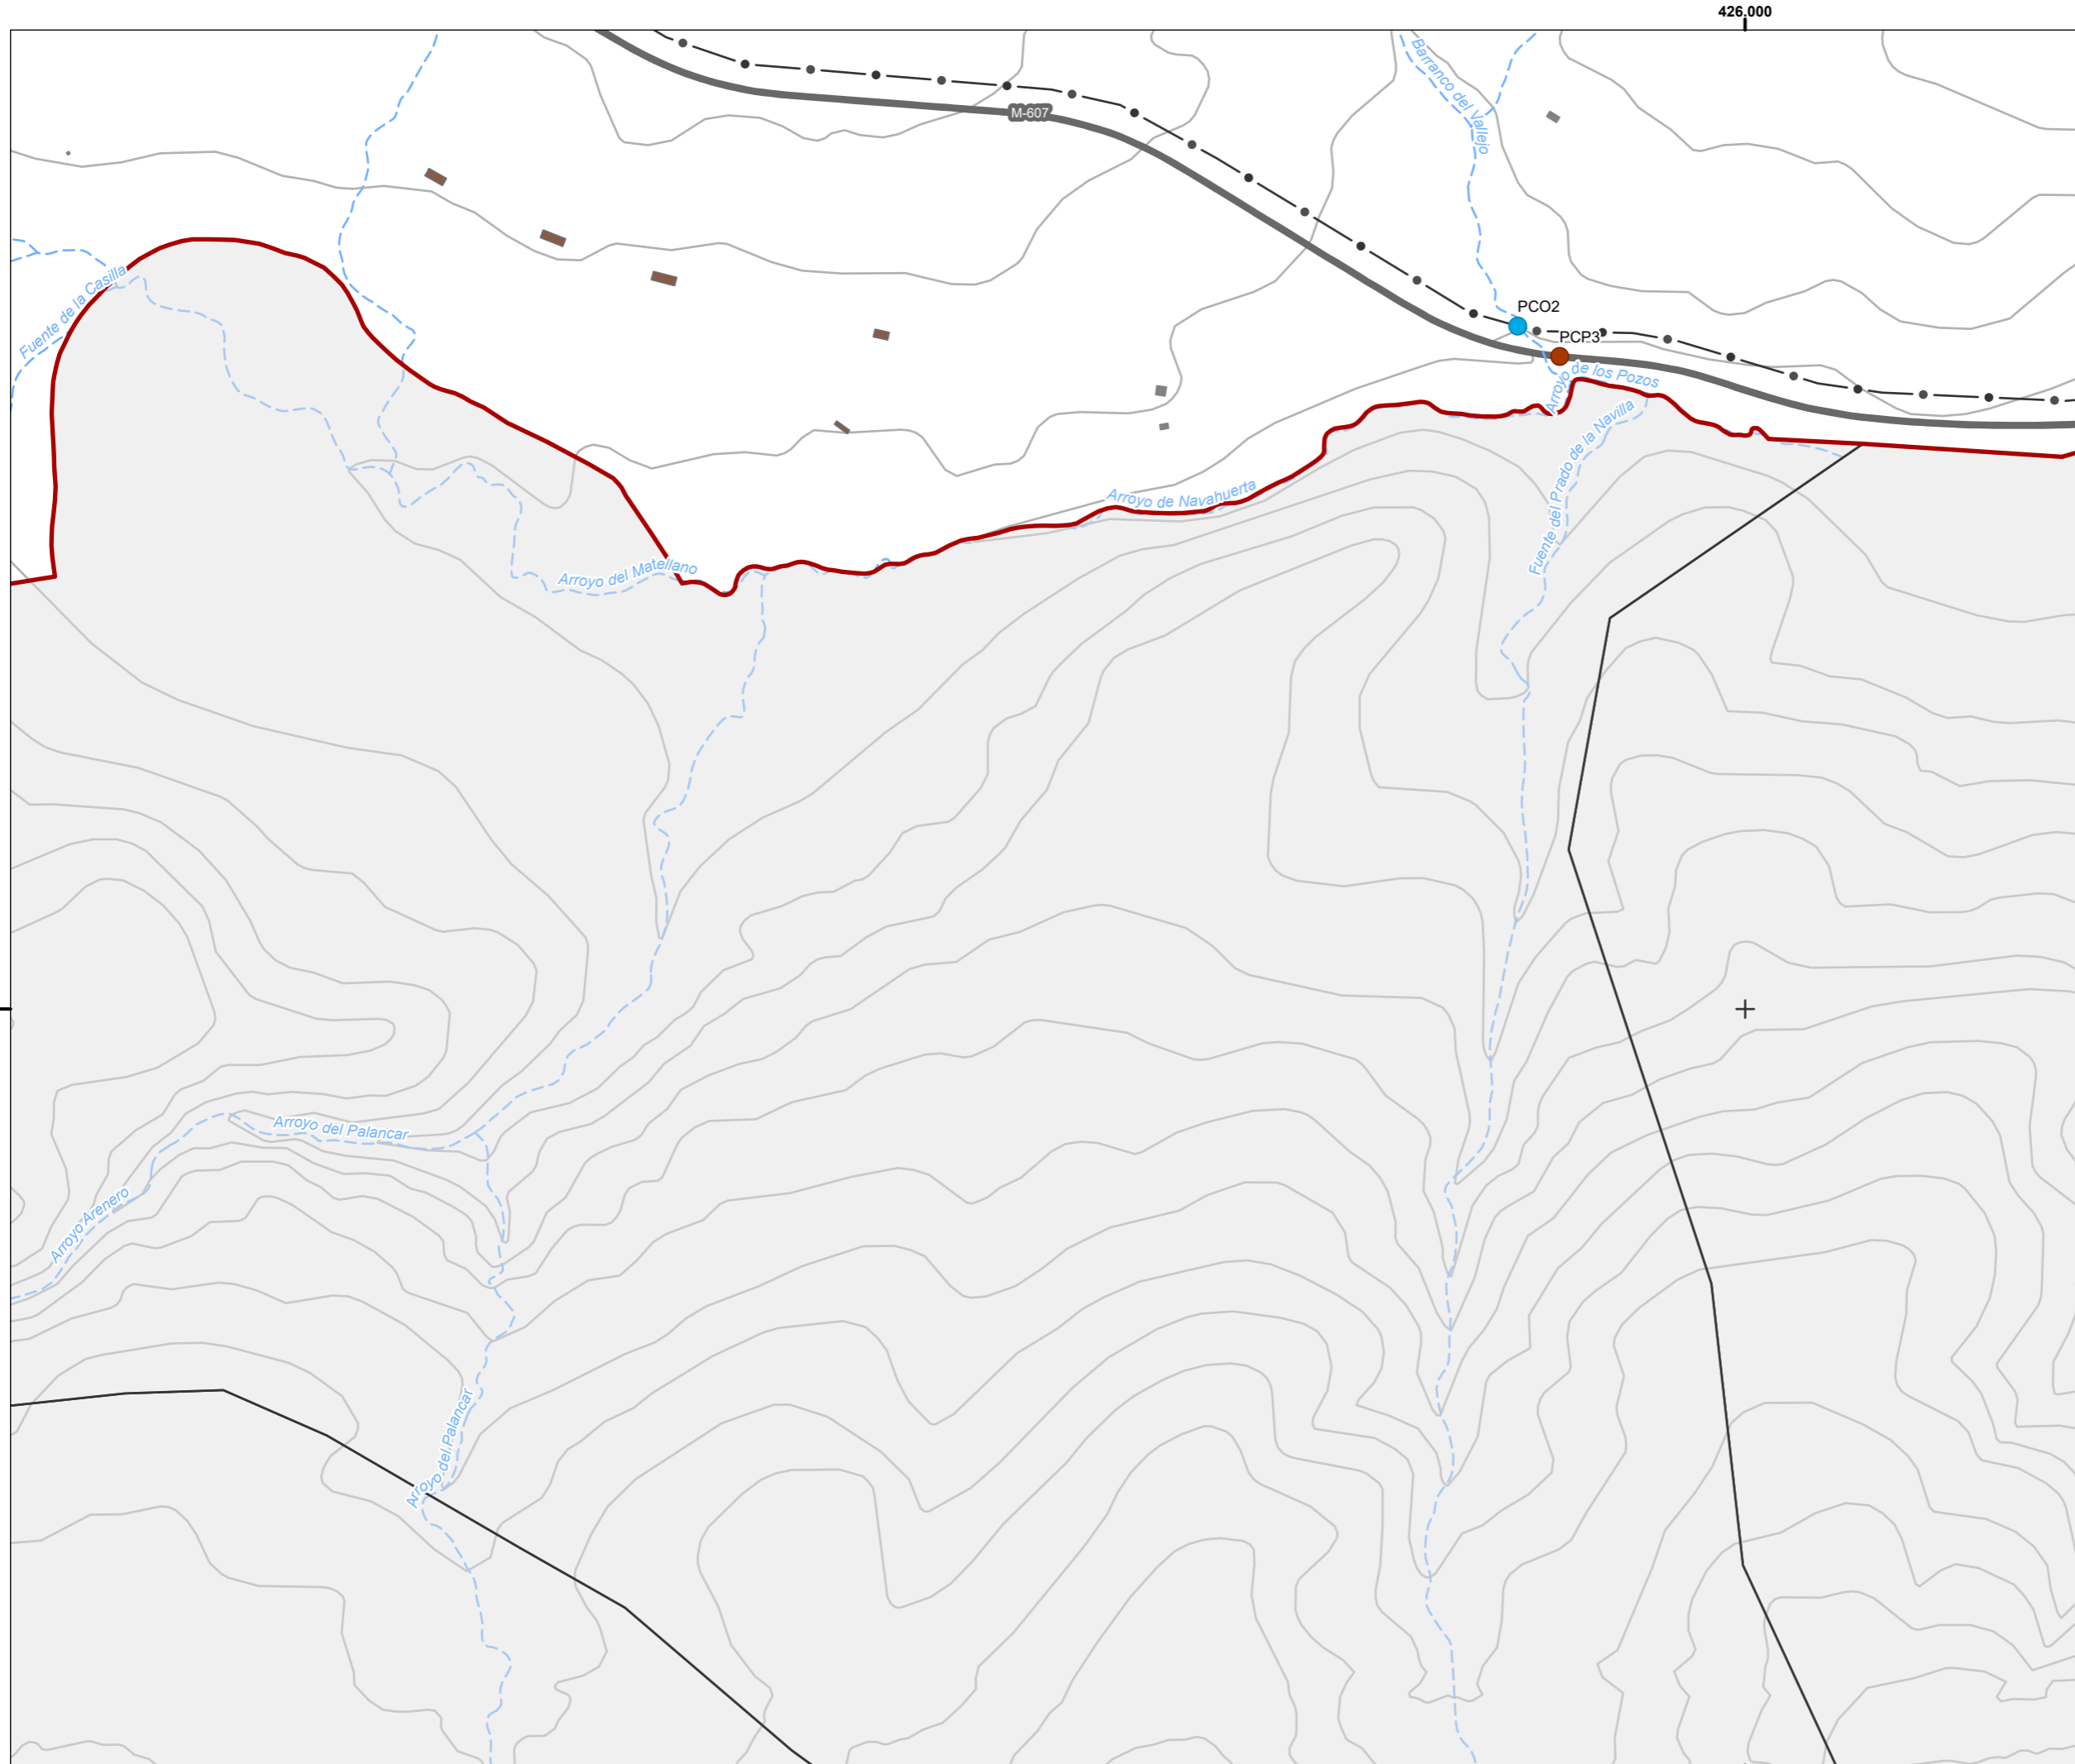 426.000
Barranco del Vallejo
M-607
Fuente de la Casilla
PCO2
PCP3
Arroyo de los Pozos
Fuente del Prado de la Navilla
Arroyo de Navahuerta
Arroyo del Matellano
Arroyo del Palancar
Arroyo Arenero
Arroyo del Palancar